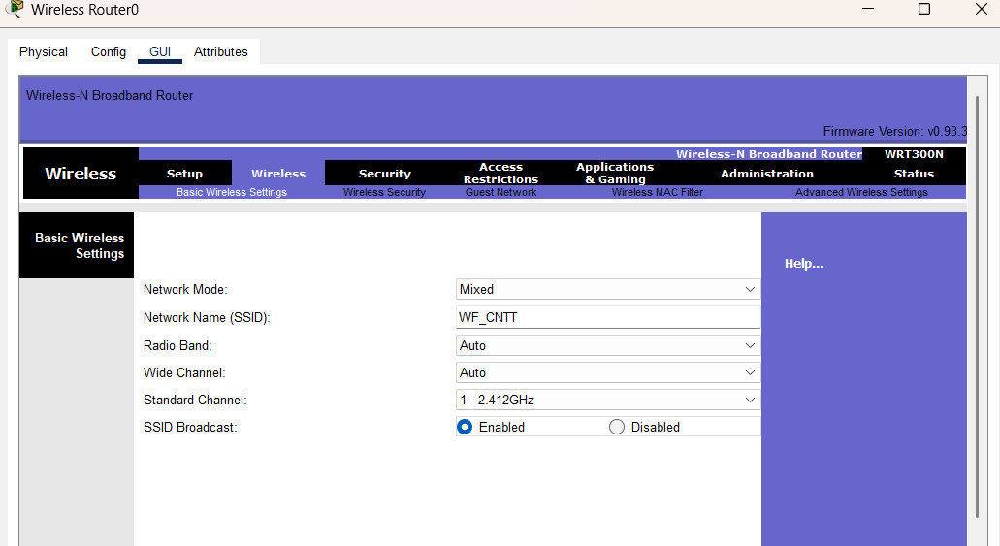 Wireless Router0
Physical Config GUI Attributes
Wireless-N Broadband Router
Firmware Version: v0.93.3
Wireless-N Broadband Router WRT300N
Wireless Setup Wireless Security Access Restrictions Applications & Gaming Administration Status
Basic Wireless Settings Wireless Security Guest Network Wireless MAC Filter Advanced Wireless Settings
Basic Wireless
Settings
Help...
Network Mode: Mixed
Network Name (SSID): WF_CNTT
Radio Band: Auto
Wide Channel: Auto
Standard Channel: 1 - 2.412GHz
SSID Broadcast: Enabled Disabled